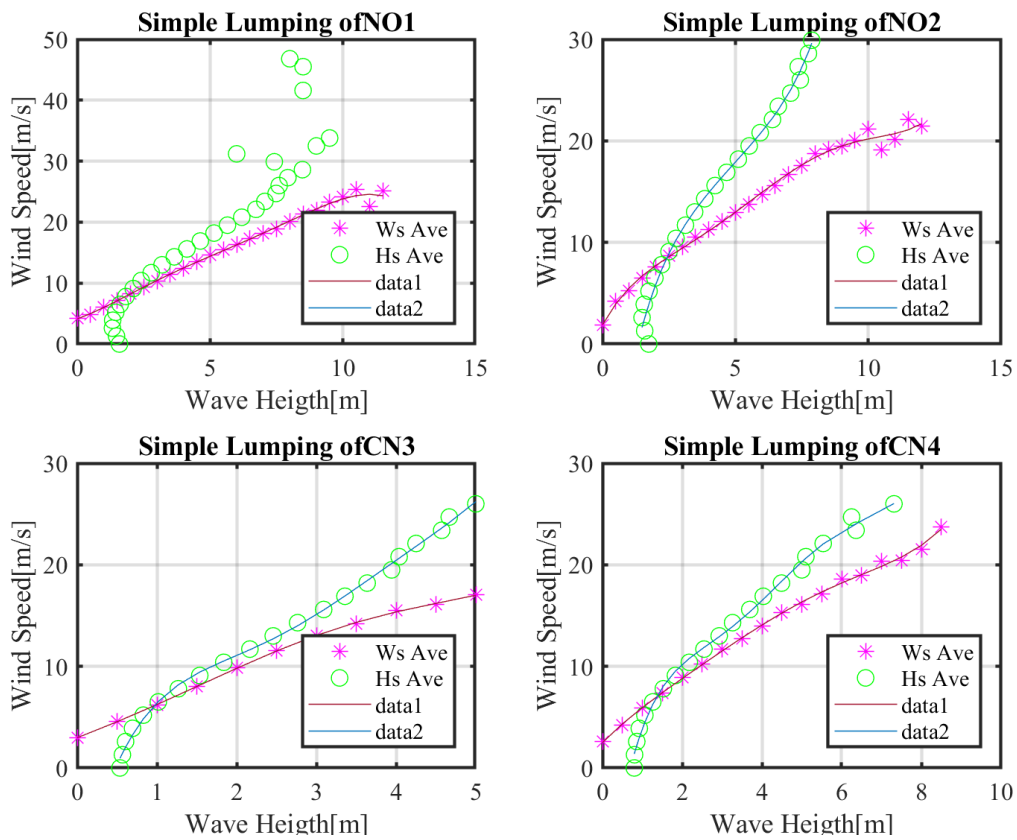 Simple Lumping ofNO1
50
40
30
20
10
0
Wind Speed[m/s]
0 5 10 15
Wave Heigth[m]
Ws Ave
Hs Ave
data1
data2
Simple Lumping ofNO2
30
20
10
0
Wind Speed[m/s]
0 5 10 15
Wave Heigth[m]
Ws Ave
Hs Ave
data1
data2
Simple Lumping ofCN3
30
20
10
0
Wind Speed[m/s]
0 1 2 3 4 5
Wave Heigth[m]
Ws Ave
Hs Ave
data1
data2
Simple Lumping ofCN4
30
20
10
0
Wind Speed[m/s]
0 2 4 6 8 10
Wave Heigth[m]
Ws Ave
Hs Ave
data1
data2